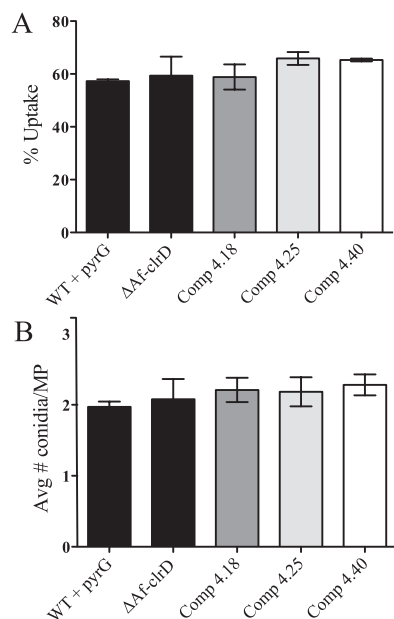 A
80
60
40
20
0
% Uptake
WT + pyrG
ΔAf-clrD
Comp 4.18
Comp 4.25
Comp 4.40
B
3
2
1
0
Avg # conidia/MP
WT + pyrG
ΔAf-clrD
Comp 4.18
Comp 4.25
Comp 4.40